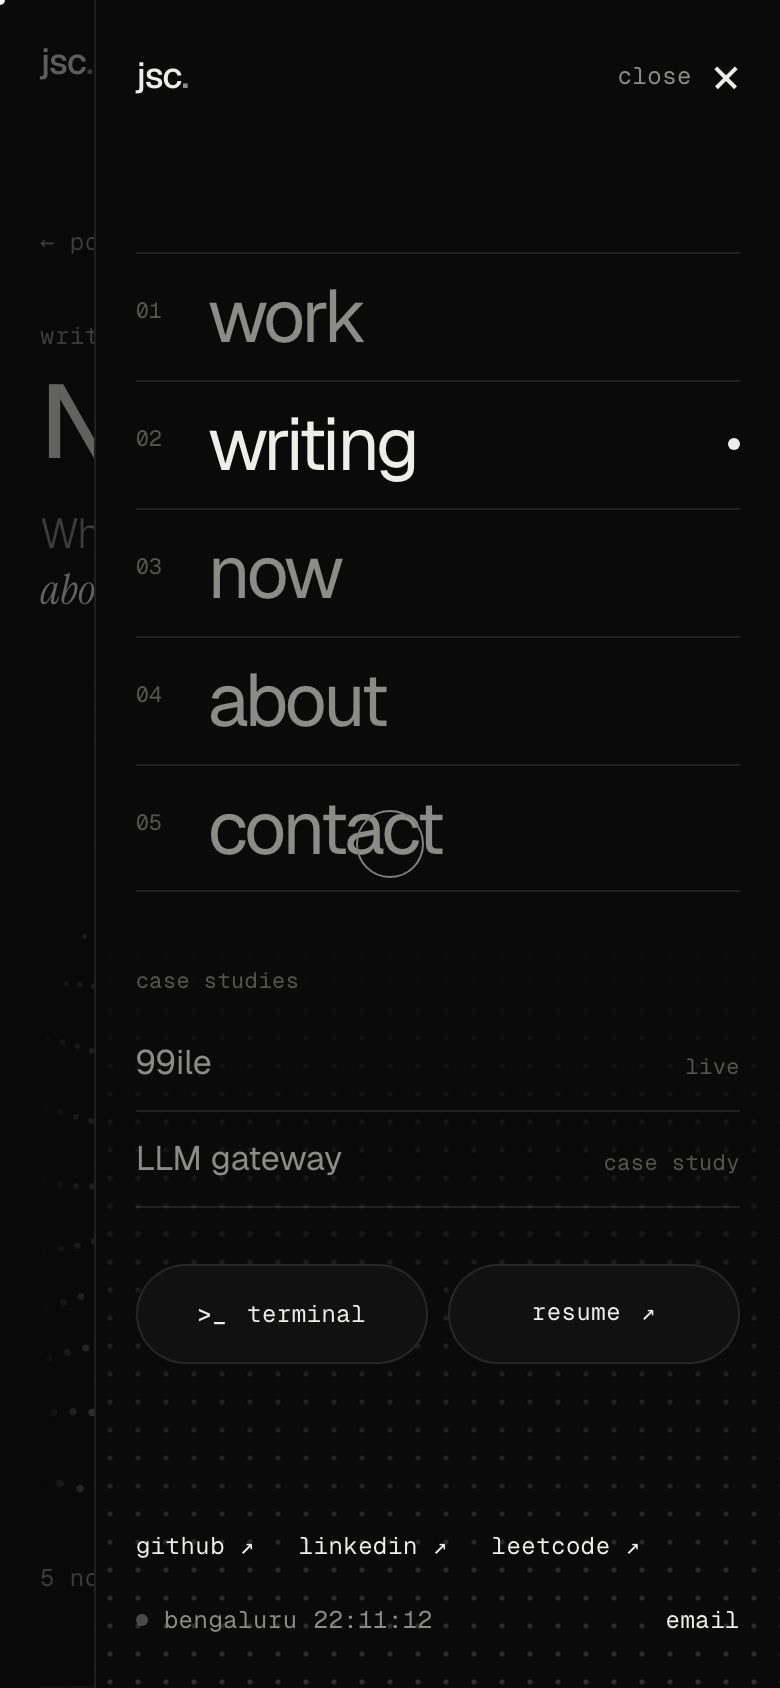 jsc.
jsc.
close ×
←
01 work
02 writing
03 now
04 about
05 contact
case studies
99ile live
LLM gateway case study
>_ terminal
resume ↗
github ↗ linkedin ↗ leetcode ↗
bengaluru 22:11:12 email